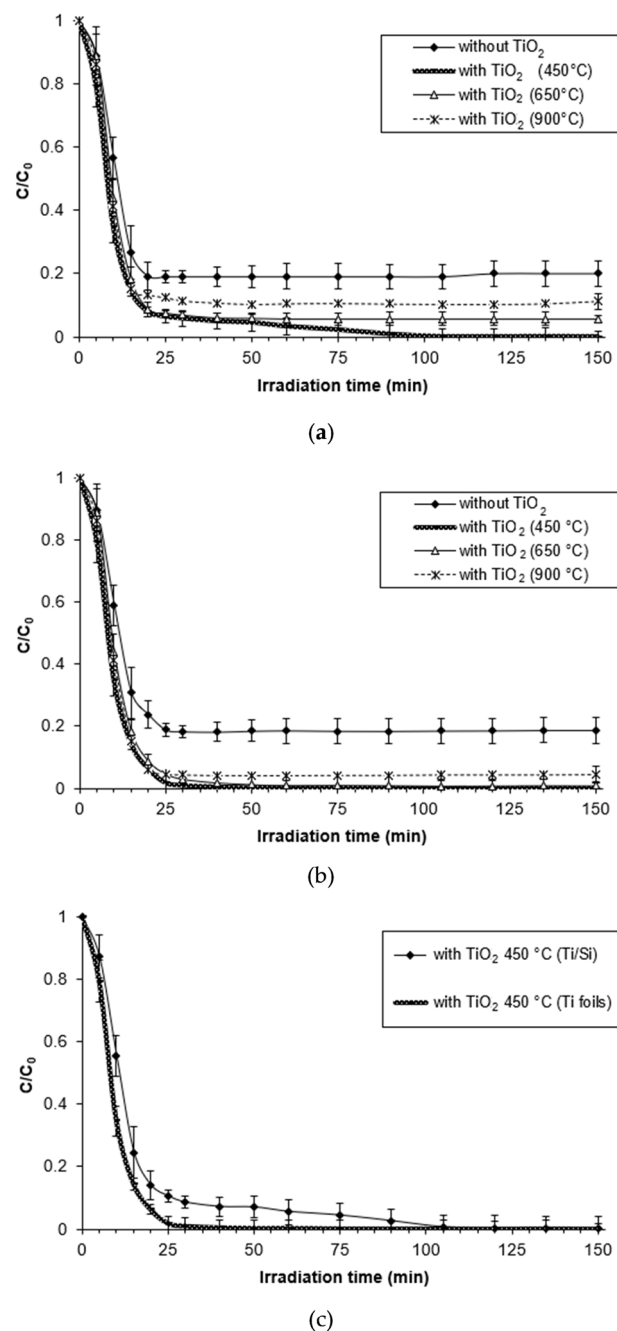 1
0.8
0.6
0.4
0.2
0
C/C₀
without TiO₂
with TiO₂ (450°C)
with TiO₂ (650°C)
with TiO₂ (900°C)
0 25 50 75 100 125 150
Irradiation time (min)
(a)
1
0.8
0.6
0.4
0.2
0
C/C₀
without TiO₂
with TiO₂ (450 °C)
with TiO₂ (650 °C)
with TiO₂ (900 °C)
0 25 50 75 100 125 150
Irradiation time (min)
(b)
1
0.8
0.6
0.4
0.2
0
C/C₀
with TiO₂ 450 °C (Ti/Si)
with TiO₂ 450 °C (Ti foils)
0 25 50 75 100 125 150
Irradiation time (min)
(c)